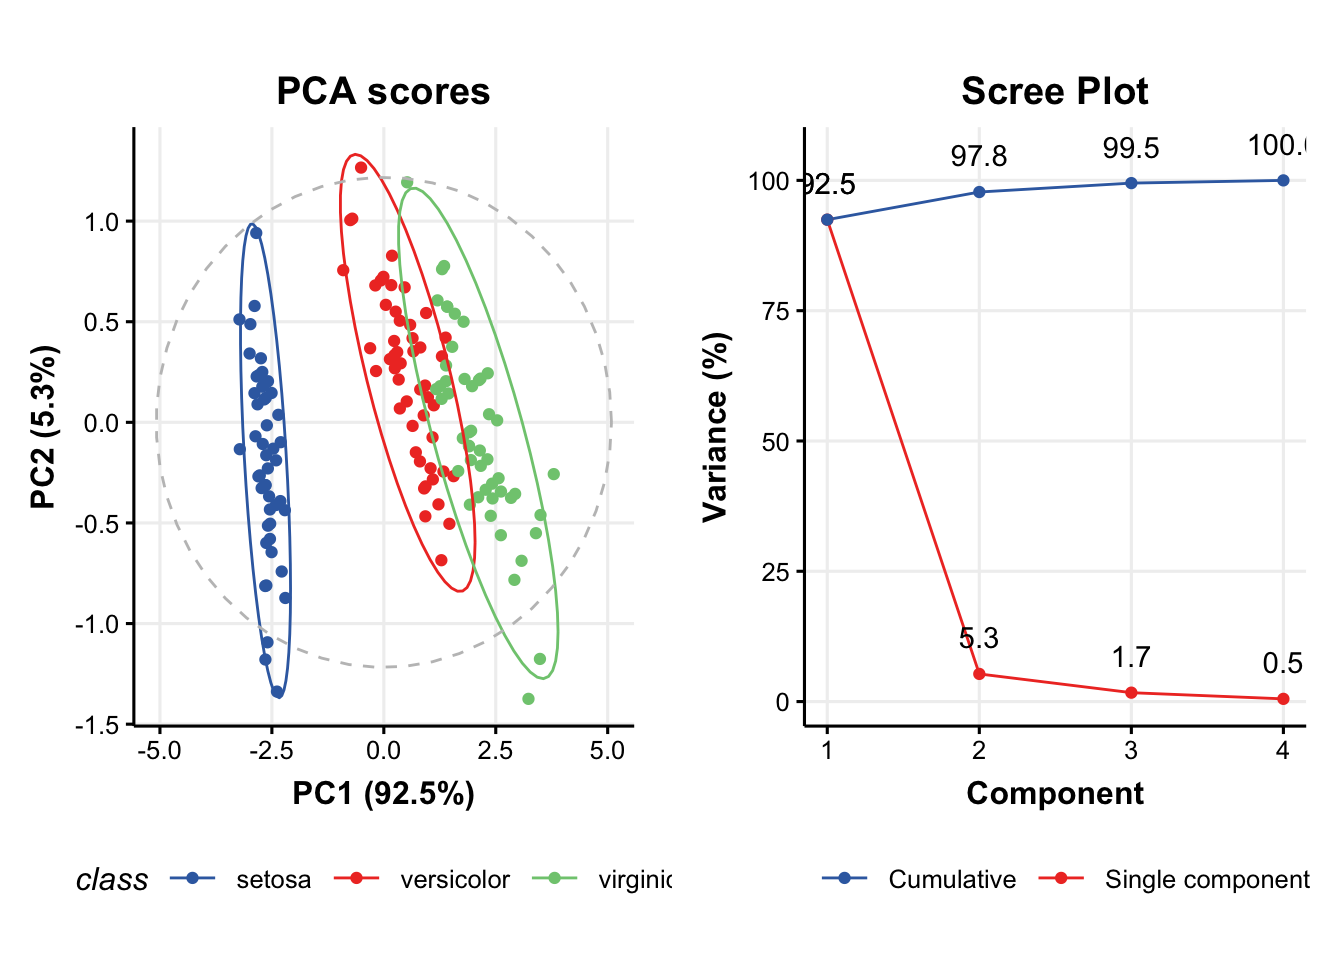 PCA scores
1.0
0.5
0.0
-0.5
-1.0
-1.5
PC2 (5.3%)
-5.0 -2.5 0.0 2.5 5.0
PC1 (92.5%)
class setosa versicolor virginic
Scree Plot
92.5 97.8 99.5 100.0
5.3 1.7 0.5
100
75
50
25
0
Variance (%)
1 2 3 4
Component
Cumulative Single component